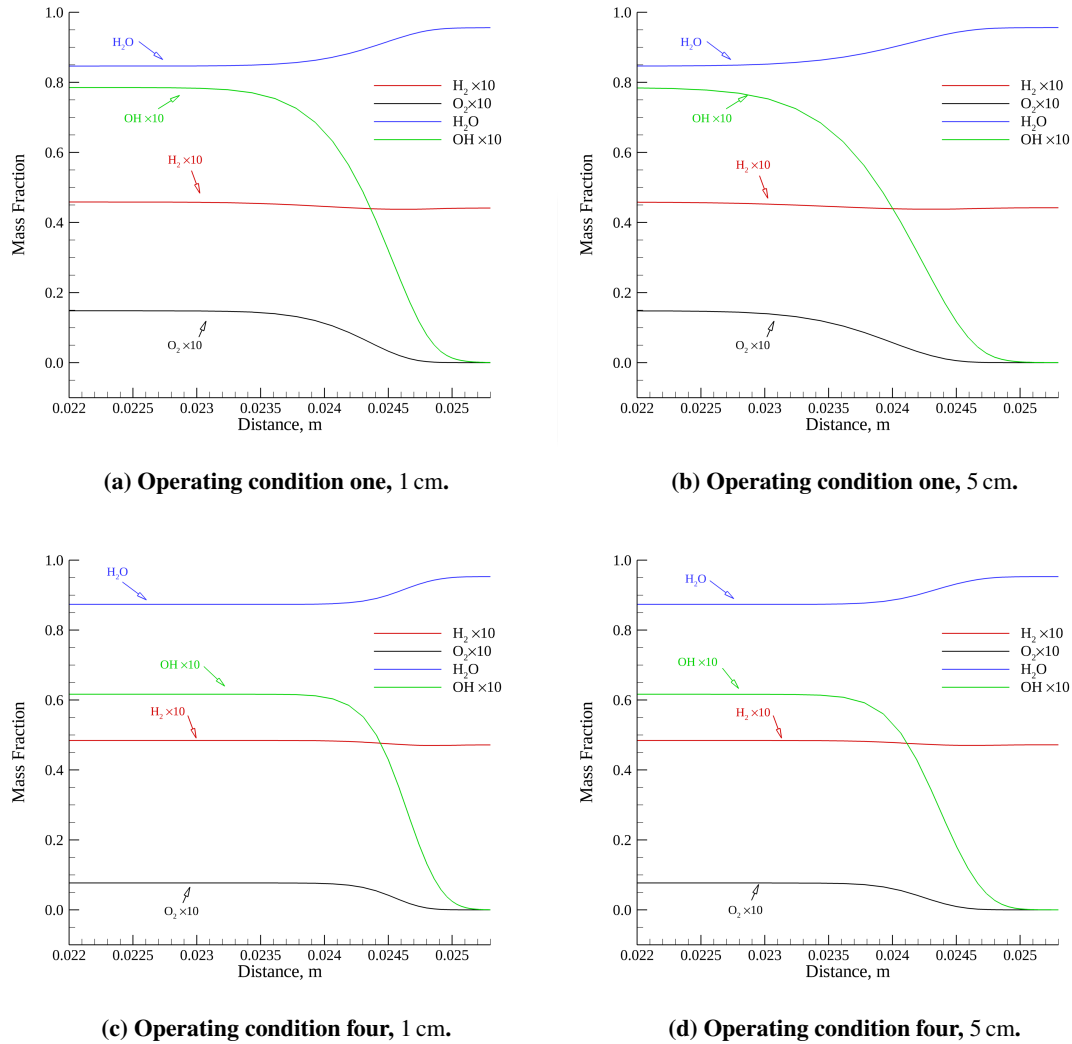 1.0
0.8
0.6
0.4
0.2
0.0
Mass Fraction
H₂O
OH ×10
H₂ ×10
O₂ ×10
H₂ ×10
O₂×10
H₂O
OH ×10
0.022 0.0225 0.023 0.0235 0.024 0.0245 0.025
Distance, m
(a) Operating condition one, 1 cm.
1.0
0.8
0.6
0.4
0.2
0.0
Mass Fraction
H₂O
OH ×10
H₂ ×10
O₂ ×10
H₂ ×10
O₂×10
H₂O
OH ×10
0.022 0.0225 0.023 0.0235 0.024 0.0245 0.025
Distance, m
(b) Operating condition one, 5 cm.
1.0
0.8
0.6
0.4
0.2
0.0
Mass Fraction
H₂O
OH ×10
H₂ ×10
O₂ ×10
H₂ ×10
O₂×10
H₂O
OH ×10
0.022 0.0225 0.023 0.0235 0.024 0.0245 0.025
Distance, m
(c) Operating condition four, 1 cm.
1.0
0.8
0.6
0.4
0.2
0.0
Mass Fraction
H₂O
OH ×10
H₂ ×10
O₂ ×10
H₂ ×10
O₂×10
H₂O
OH ×10
0.022 0.0225 0.023 0.0235 0.024 0.0245 0.025
Distance, m
(d) Operating condition four, 5 cm.